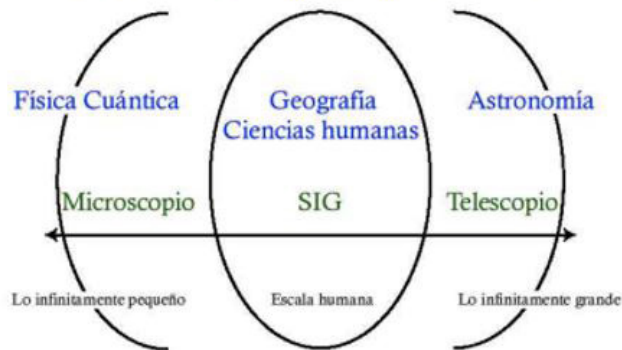 Física Cuántica
Geografía
Ciencias humanas
Astronomía
Microscopio
SIG
Telescopio
Lo infinitamente pequeño
Escala humana
Lo infinitamente grande